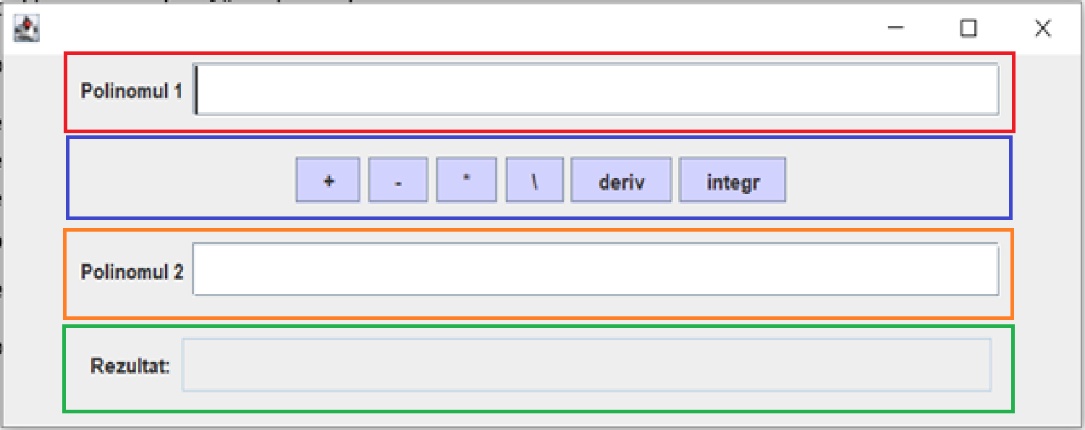 Polinomul 1
+ - * \ deriv integr
Polinomul 2
Rezultat: